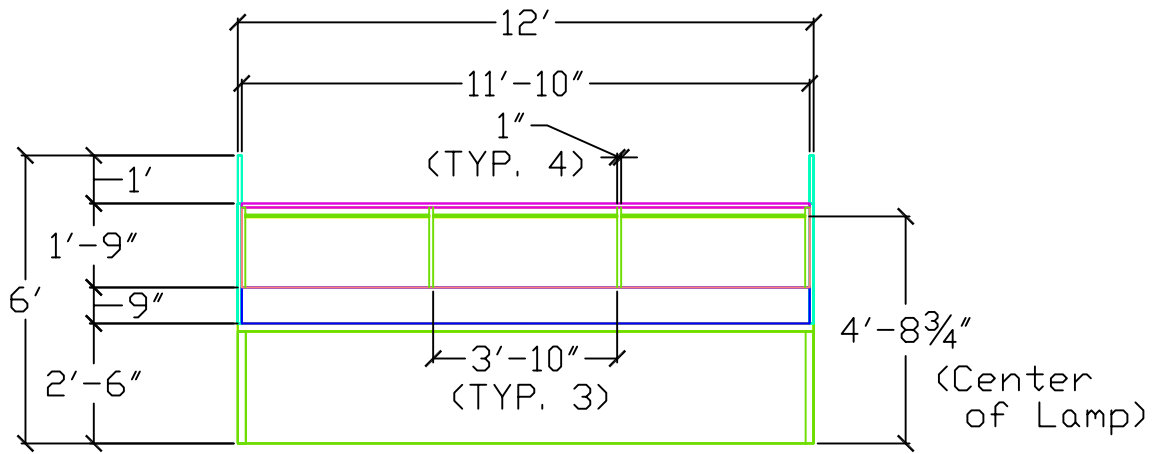 12'
11'-10"
1"
(TYP. 4)
1'
1'-9"
6'
9"
4'-8¾"
3'-10"
2'-6"
(TYP. 3)
(Center
of Lamp)